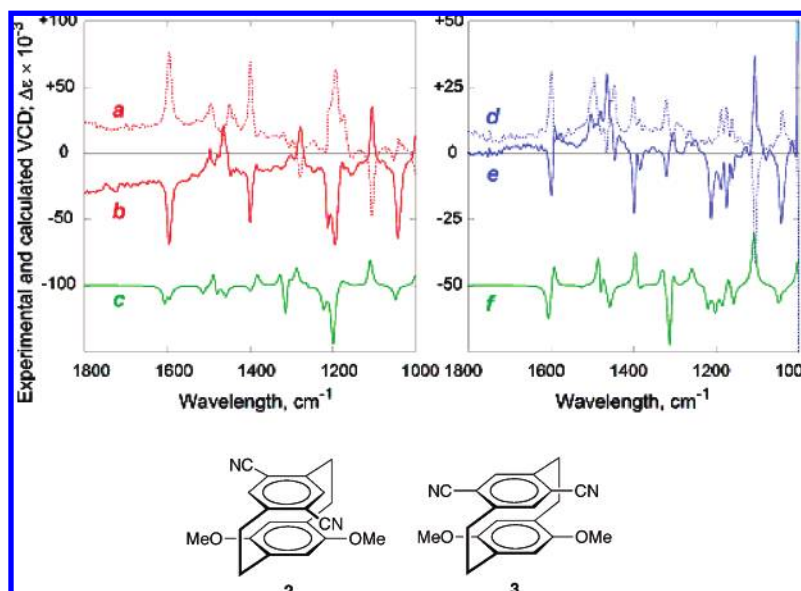 Experimental and calculated VCD; Δε × 10⁻³
+100
+50
0
-50
-100
a
b
c
1800
1600
1400
1200
1000
Wavelength, cm⁻¹
+50
+25
0
-25
-50
d
e
f
1800
1600
1400
1200
1000
Wavelength, cm⁻¹
NC
CN
MeO
OMe
2
NC
CN
MeO
OMe
3